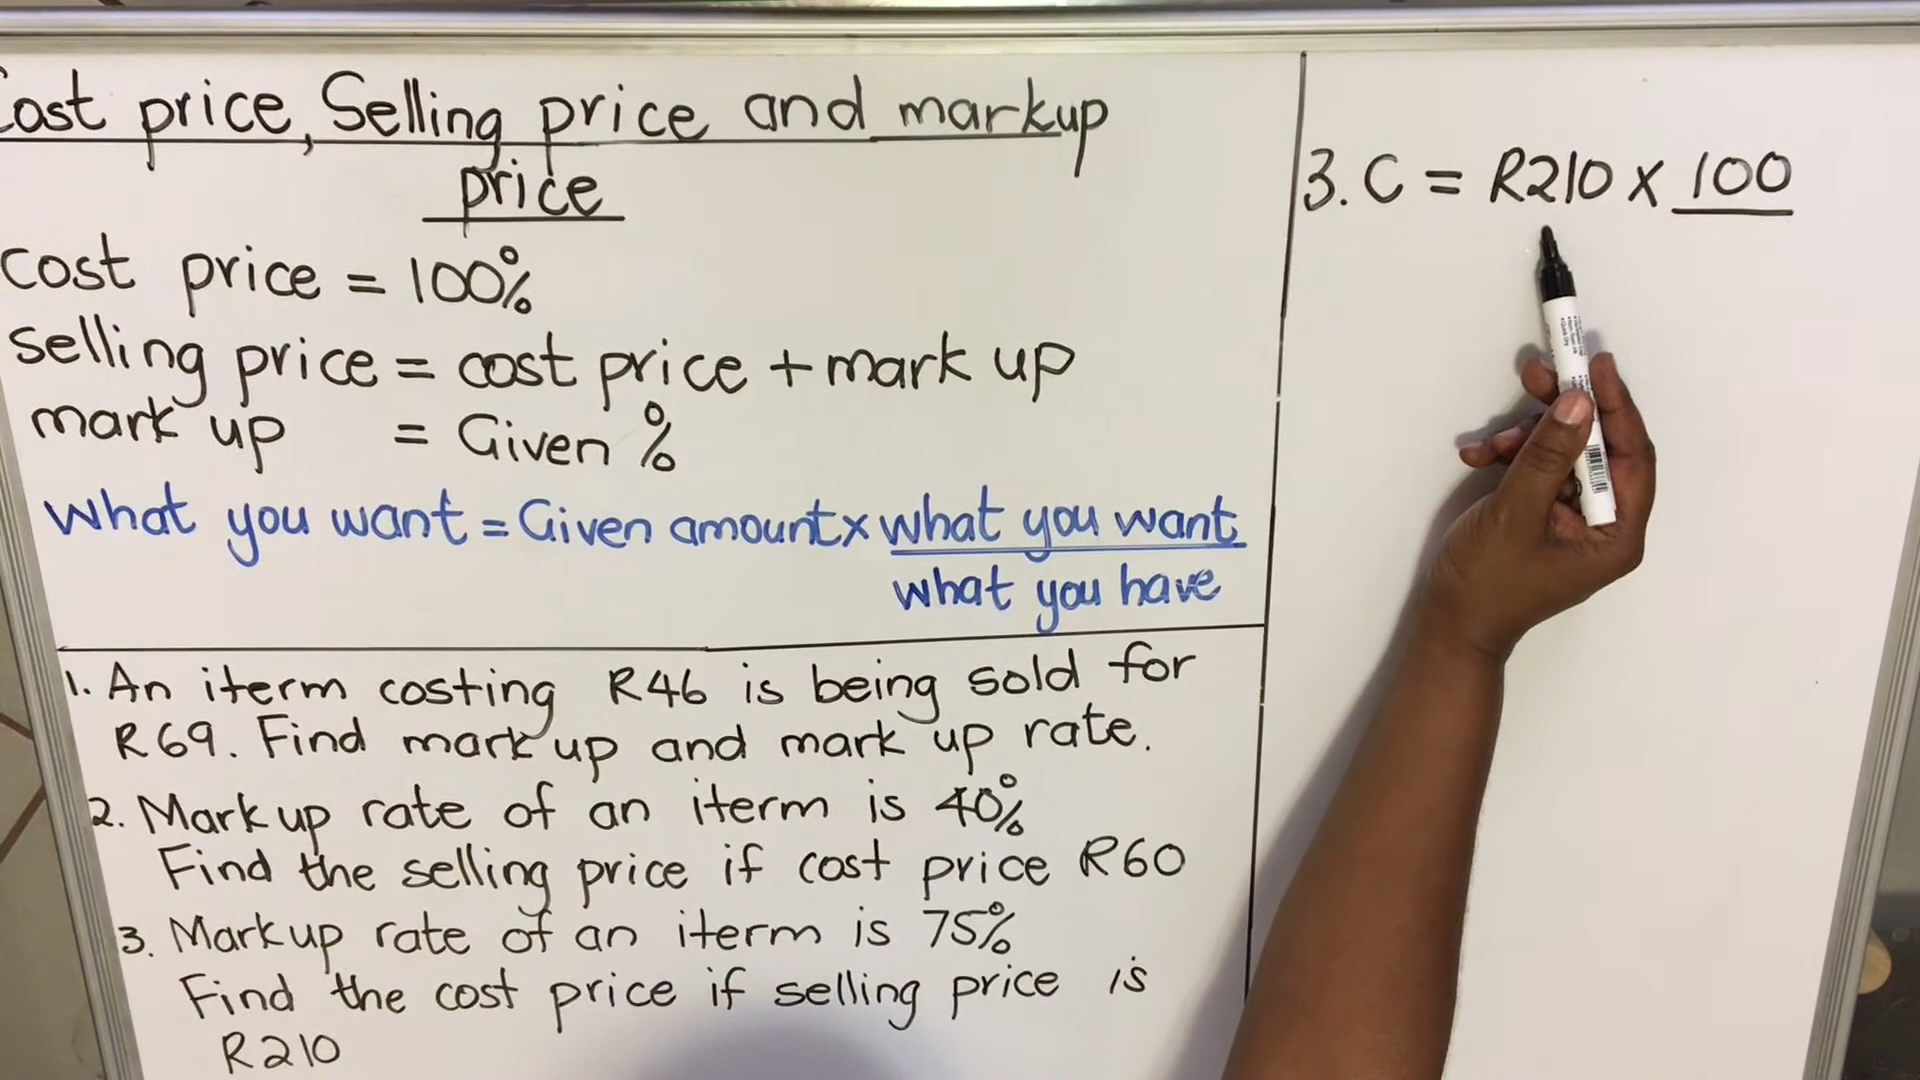 Cost price, Selling price and markup
price
cost price = 100%
selling price = cost price + mark up
mark up = Given %
What you want = Given amount x what you want
what you have
1. An iterm costing R46 is being sold for
R69. Find mark up and mark up rate.
2. Mark up rate of an iterm is 40%
Find the selling price if cost price R60
3. Mark up rate of an iterm is 75%
Find the cost price if selling price is
R210
3. C = R210 x 100